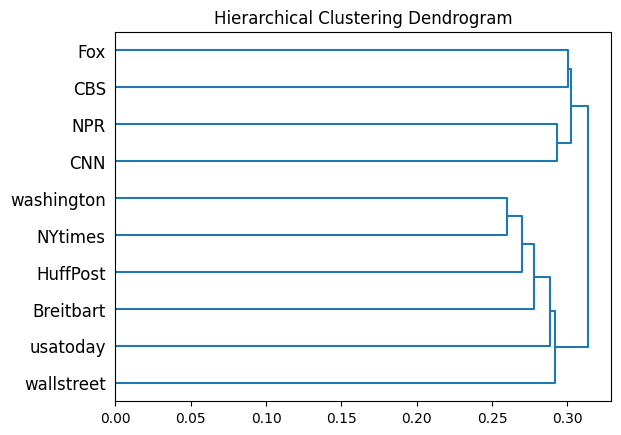 Hierarchical Clustering Dendrogram
Fox
CBS
NPR
CNN
washington
NYtimes
HuffPost
Breitbart
usatoday
wallstreet
0.00 0.05 0.10 0.15 0.20 0.25 0.30